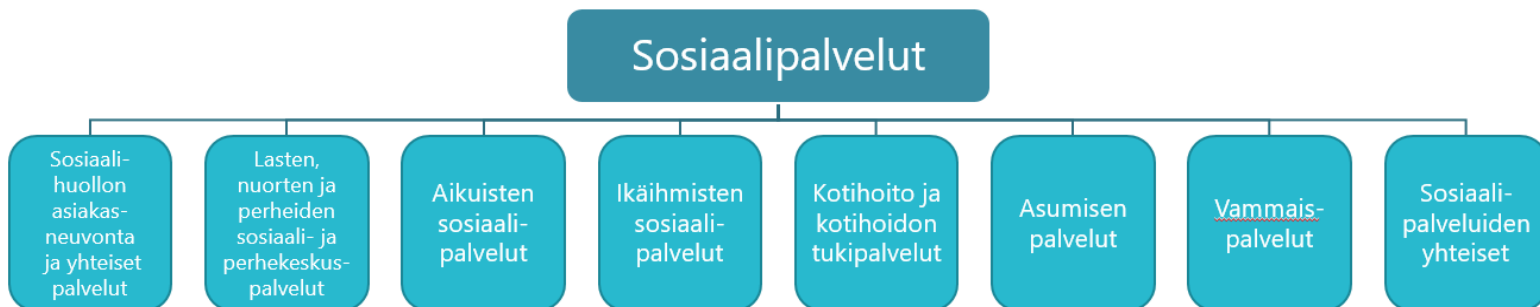 Sosiaalipalvelut
Sosiaali-
huollon
asiakas-
neuvonta
ja yhteiset
palvelut
Lasten,
nuorten ja
perheiden
sosiaali- ja
perhekeskus-
palvelut
Aikuisten
sosiaali-
palvelut
Ikäihmisten
sosiaali-
palvelut
Kotihoito ja
kotihoidon
tukipalvelut
Asumisen
palvelut
Vammais-
palvelut
Sosiaali-
palveluiden
yhteiset